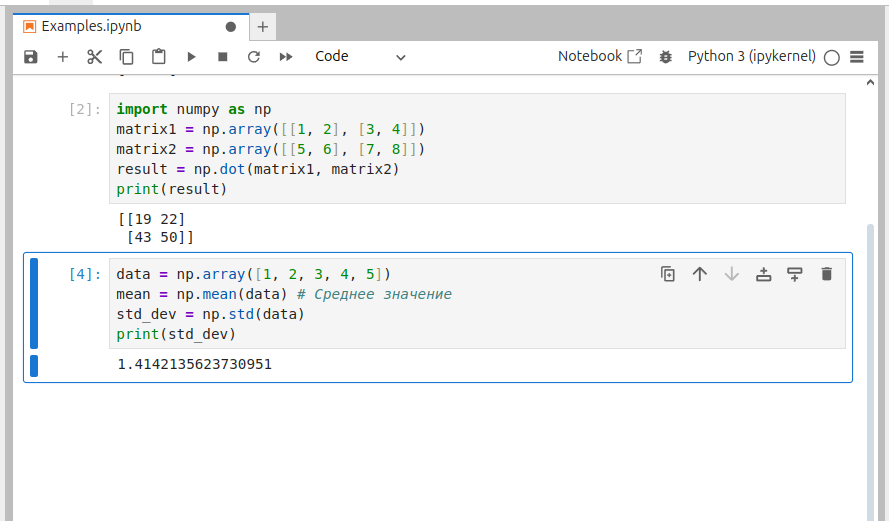 Examples.ipynb
Code
Notebook
Python 3 (ipykernel)
[2]:
import numpy as np
matrix1 = np.array([[1, 2], [3, 4]])
matrix2 = np.array([[5, 6], [7, 8]])
result = np.dot(matrix1, matrix2)
print(result)
[[19 22]
 [43 50]]
[4]:
data = np.array([1, 2, 3, 4, 5])
mean = np.mean(data) # Среднее значение
std_dev = np.std(data)
print(std_dev)
1.4142135623730951